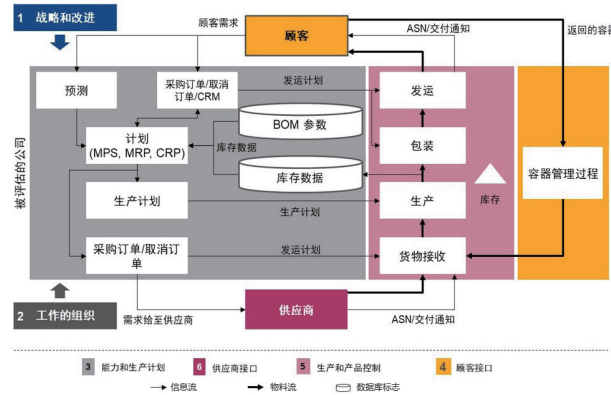 1 战略和改进
顾客需求
顾客
ASN/交付通知
返回的容器
被评估的公司
预测
采购订单/取消
订单/CRM
发运计划
发运
计划
(MPS, MRP, CRP)
库存数据
BOM 参数
库存数据
包装
容器管理过程
生产计划
生产计划
生产
库存
采购订单/取消订
单
发运计划
货物接收
2 工作的组织
需求给至供应商
供应商
ASN/交付通知
3 能力和生产计划
6 供应商接口
5 生产和产品控制
4 顾客接口
信息流
物料流
数据库标志